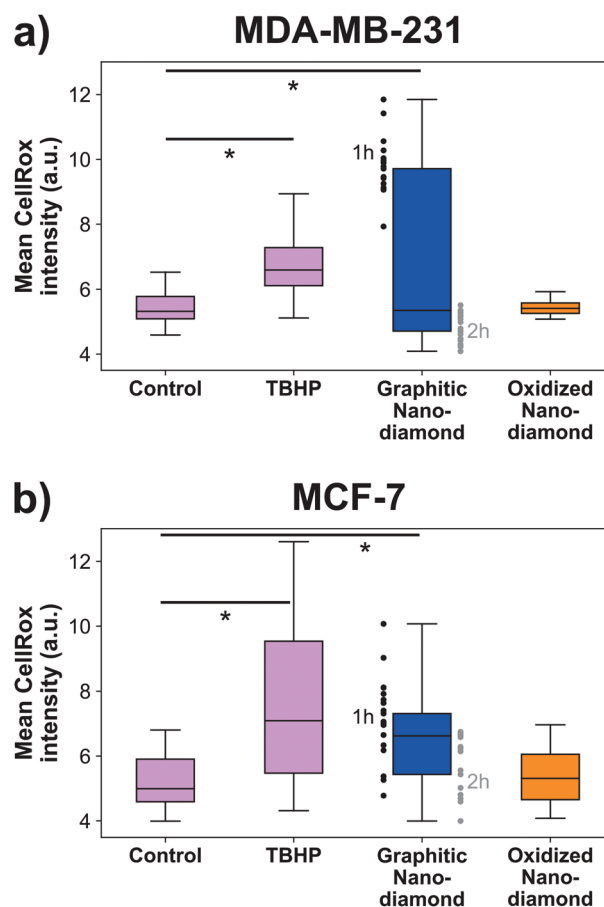 a) MDA-MB-231
Mean CellRox
intensity (a.u.)
12
10
8
6
4
*
*
1h
2h
Control TBHP Graphitic Oxidized
Nano- Nano-
diamond diamond
b) MCF-7
Mean CellRox
intensity (a.u.)
12
10
8
6
4
*
*
1h
2h
Control TBHP Graphitic Oxidized
Nano- Nano-
diamond diamond